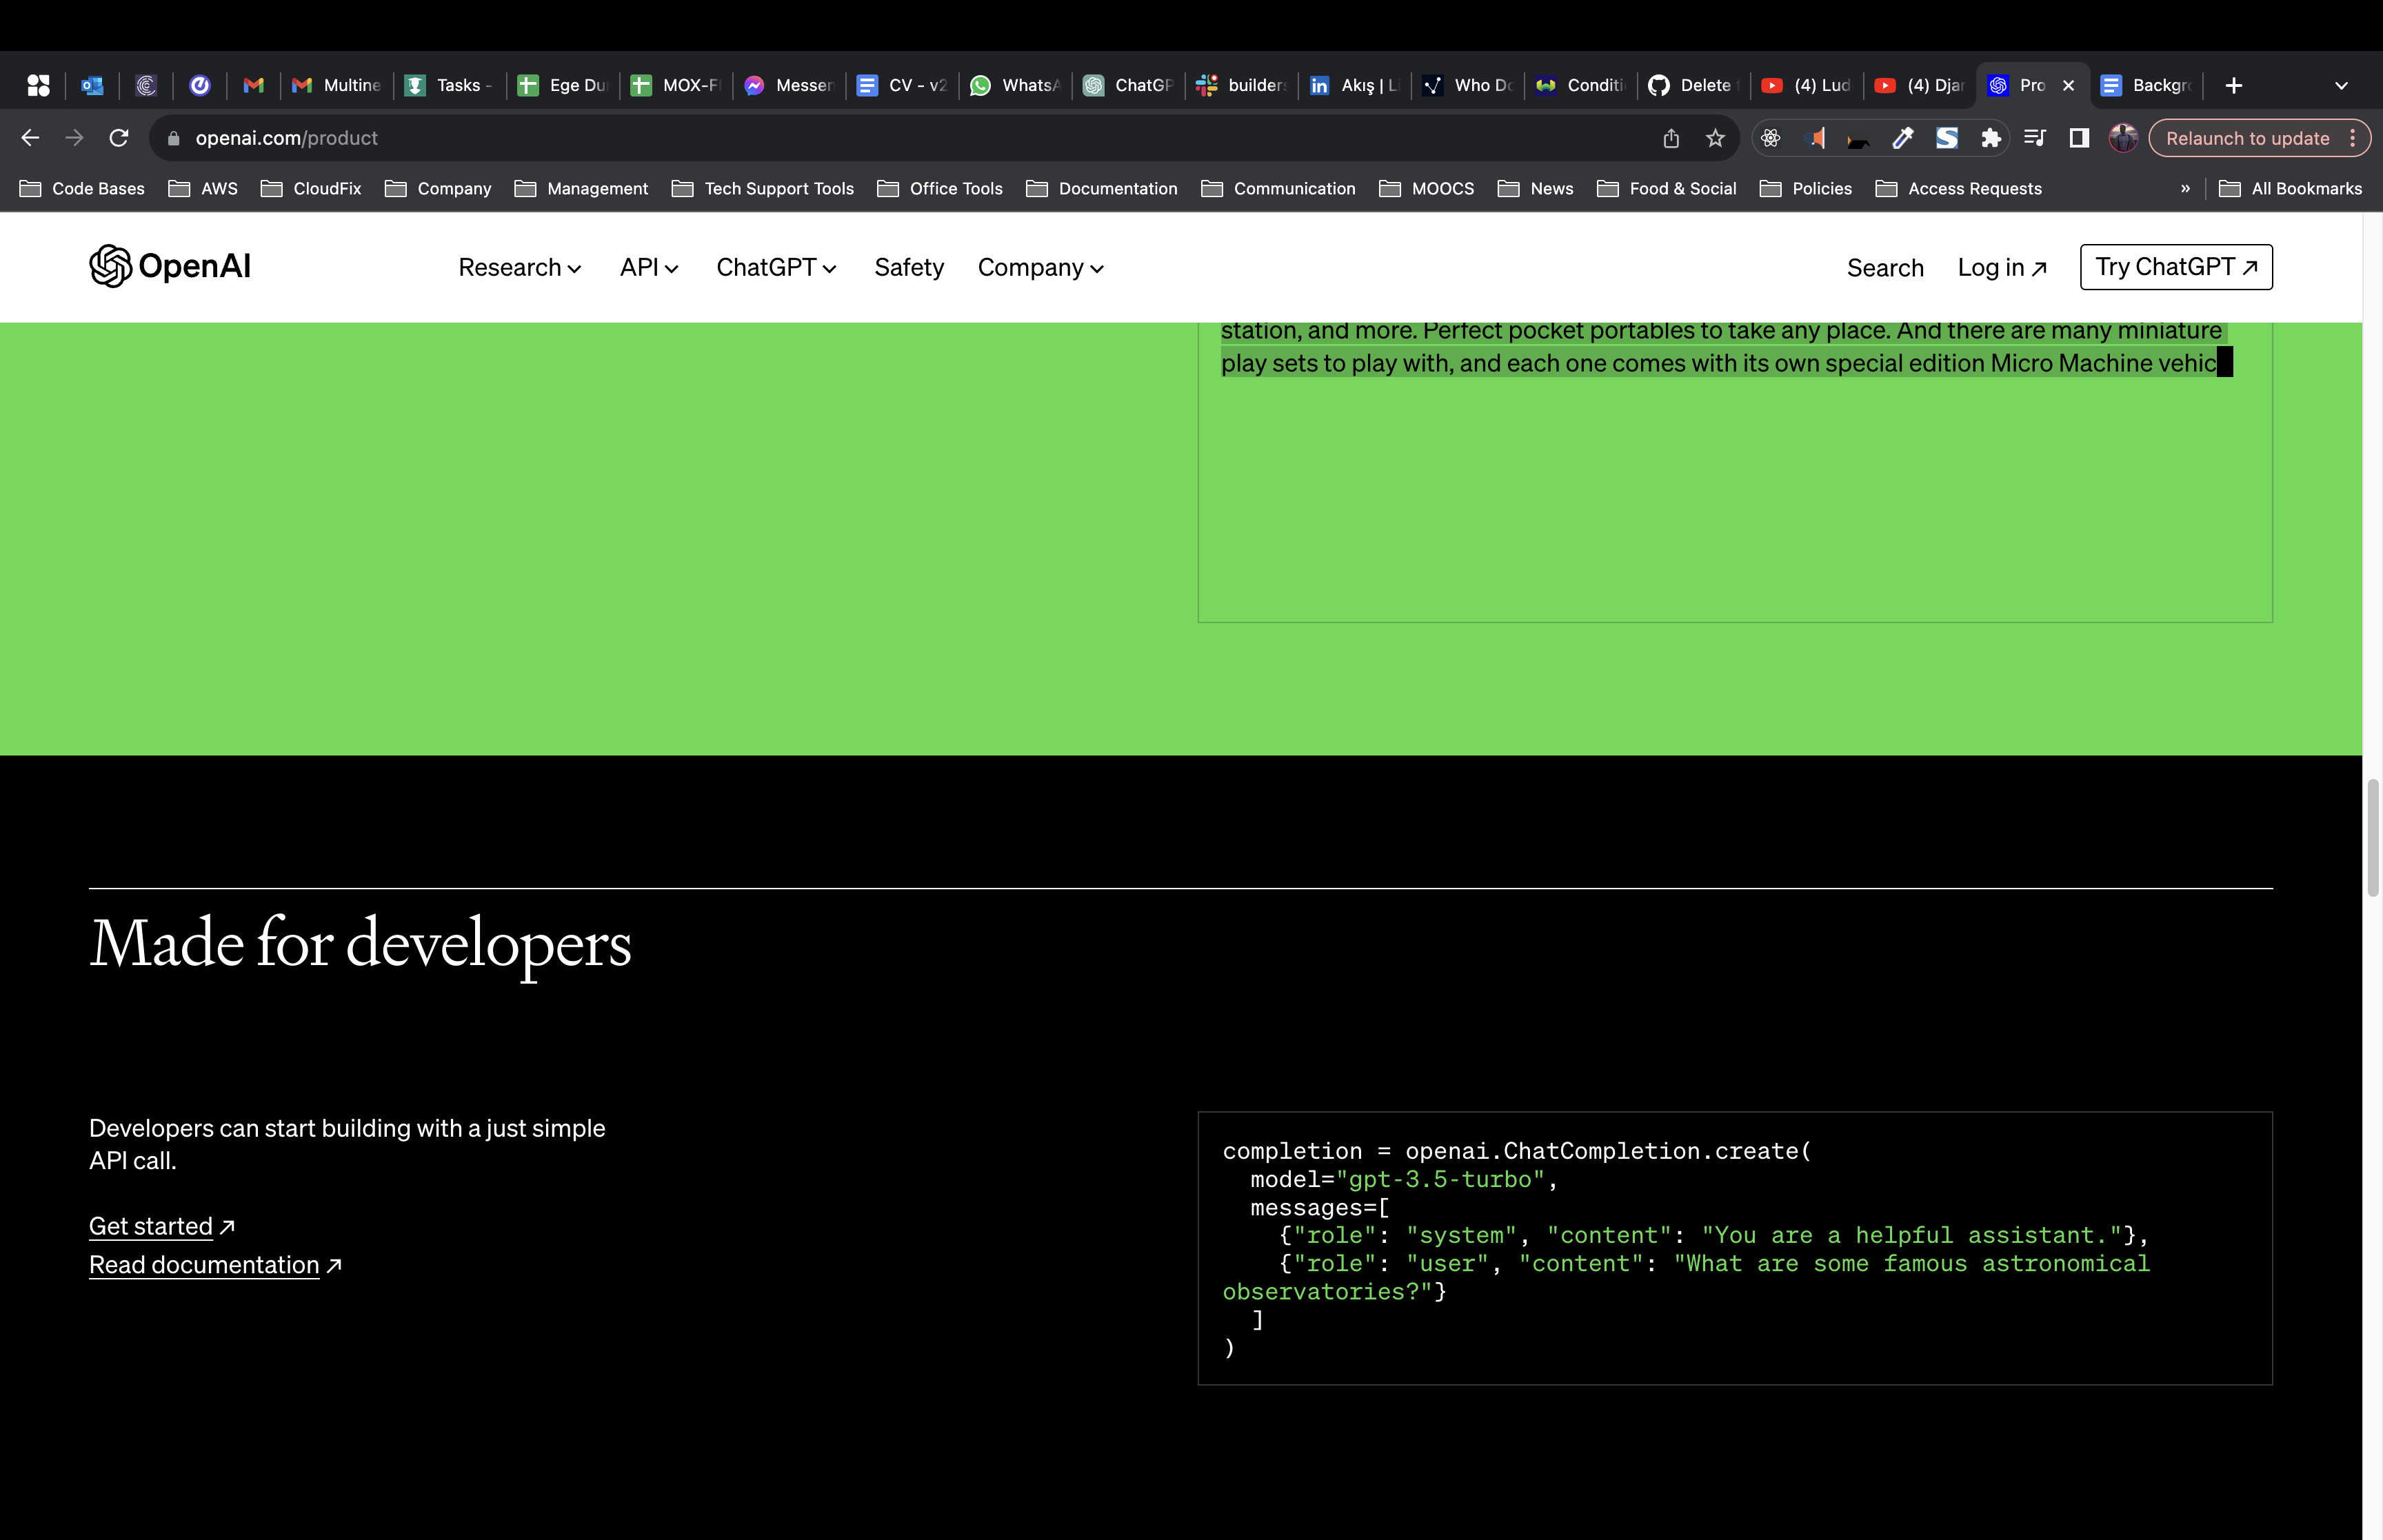 Multine
Tasks -
Ege Du
MOX-F
Messen
CV - v2
WhatsA
ChatGP
builder
Akış | Li
Who Do
Conditi
Delete
(4) Lud
(4) Djar
Pro
Backgr
openai.com/product
Relaunch to update
Code Bases AWS CloudFix Company Management Tech Support Tools Office Tools Documentation Communication MOOCS News Food & Social Policies Access Requests » All Bookmarks
OpenAI Research API ChatGPT Safety Company Search Log in Try ChatGPT
station, and more. Perfect pocket portables to take any place. And there are many miniature
play sets to play with, and each one comes with its own special edition Micro Machine vehic
Made for developers
Developers can start building with a just simple
API call.
Get started
Read documentation
completion = openai.ChatCompletion.create(
  model="gpt-3.5-turbo",
  messages=[
    {"role": "system", "content": "You are a helpful assistant."},
    {"role": "user", "content": "What are some famous astronomical
observatories?"}
  ]
)